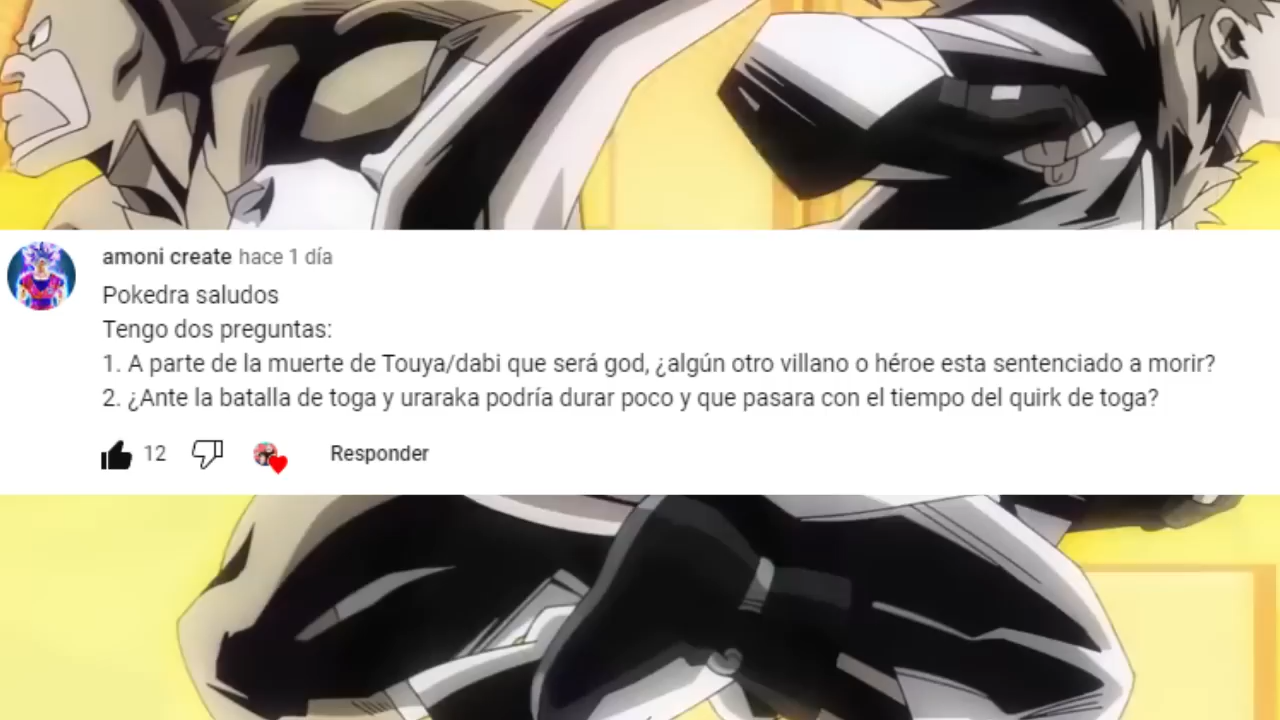 amoni create hace 1 día
Pokedra saludos
Tengo dos preguntas:
1. A parte de la muerte de Touya/dabi que será god, ¿algún otro villano o héroe esta sentenciado a morir?
2. ¿Ante la batalla de toga y uraraka podría durar poco y que pasara con el tiempo del quirk de toga?
12 Responder